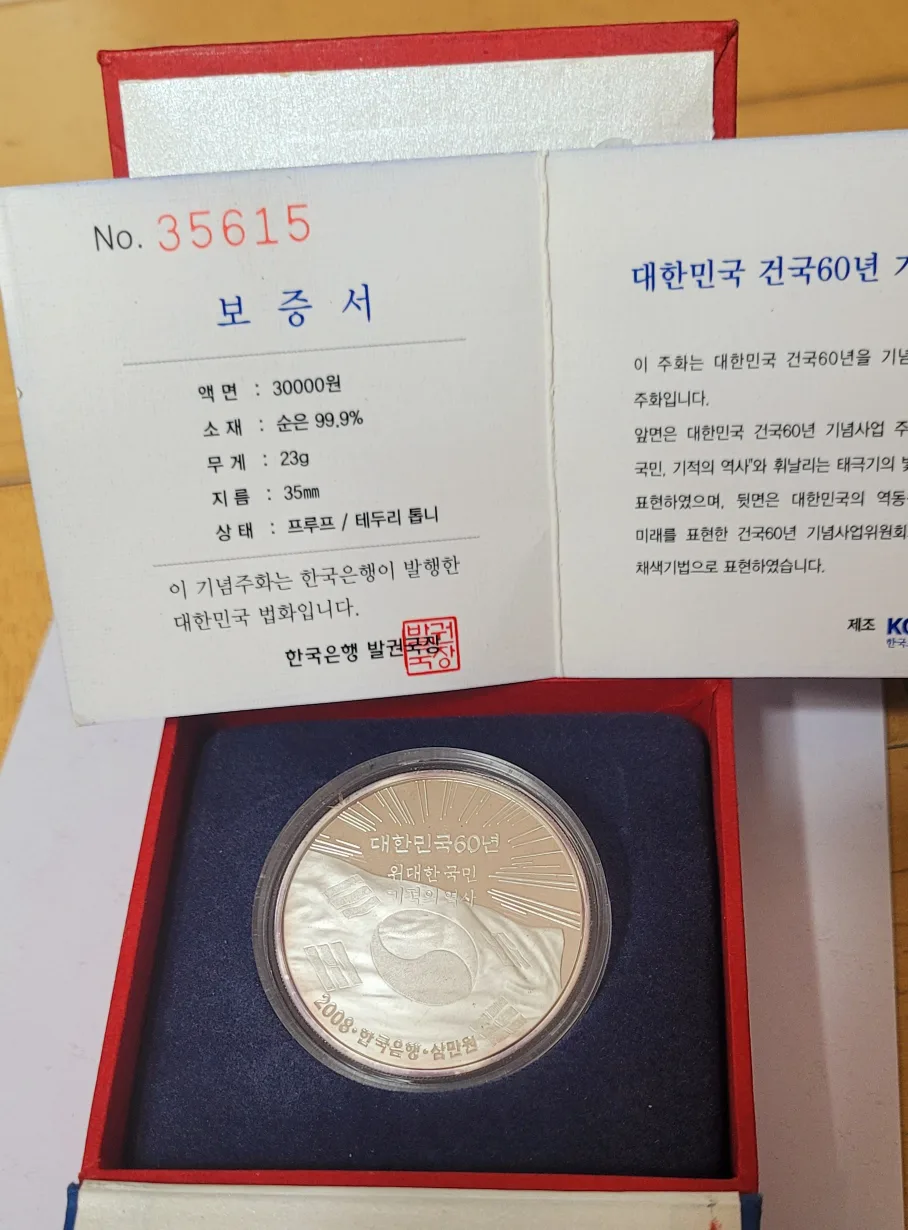 No. 35615
보 증 서
액 면 : 30000원
소 재 : 순은 99.9%
무 게 : 23g
지 름 : 35mm
상 태 : 프루프 / 테두리 톱니
이 기념주화는 한국은행이 발행한
대한민국 법화입니다.
한국은행 발권국장
발권
국장
대한민국 건국60년
이 주화는 대한민국 건국60년을
주화입니다.
앞면은 대한민국 건국60년 기념사업
국민, 기적의 역사"와 휘날리는 태극기의
표현하였으며, 뒷면은 대한민국의
미래를 표현한 건국60년 기념사업위원회
채색기법으로 표현하였습니다.
제조
대한민국60년
위대한 국민
기적의 역사
2008·한국은행·삼만원